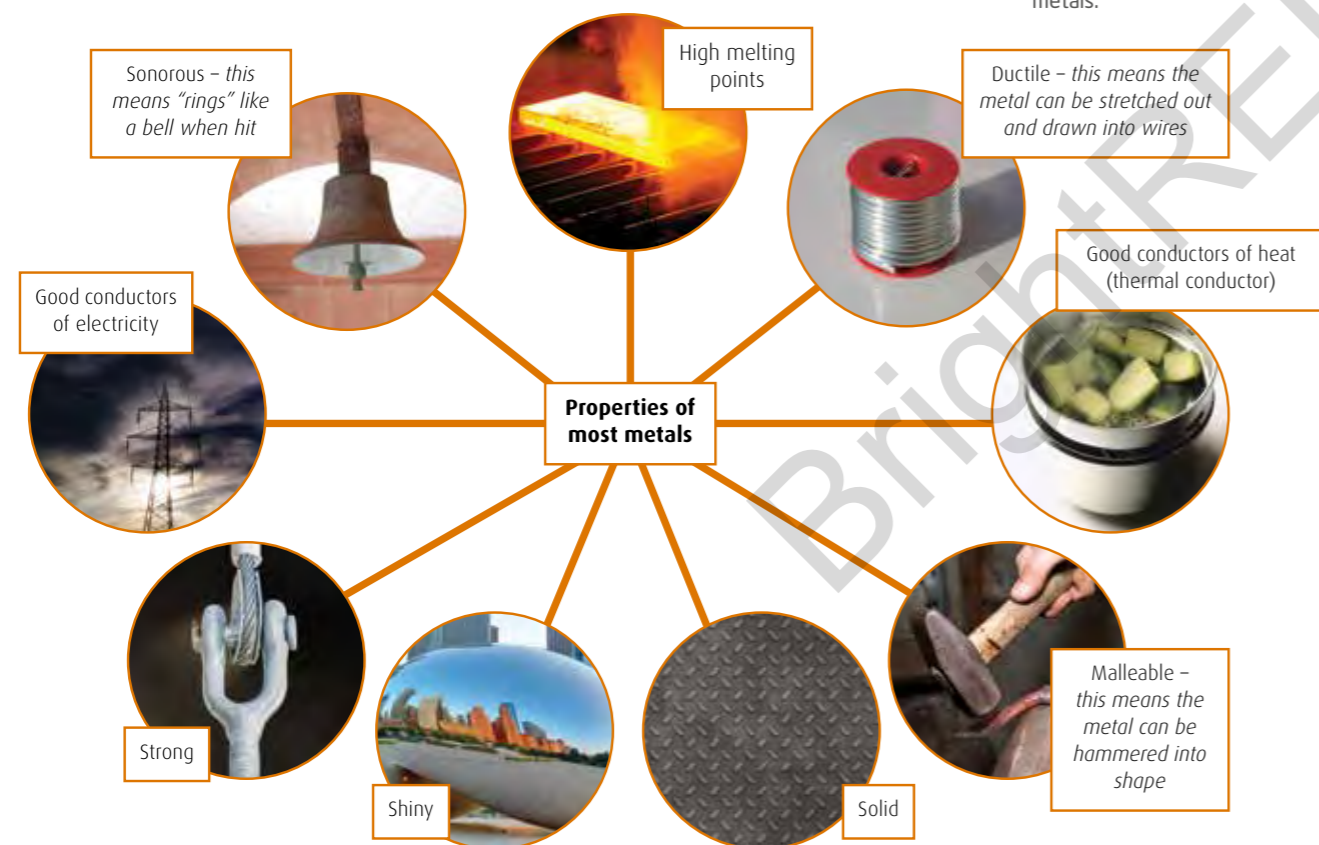 metals.
Sonorous – this
means “rings” like
a bell when hit
High melting
points
Ductile – this means the
metal can be stretched out
and drawn into wires
Good conductors
of electricity
Good conductors of heat
(thermal conductor)
Properties of
most metals
Strong
Shiny
Solid
Malleable –
this means the
metal can be
hammered into
shape